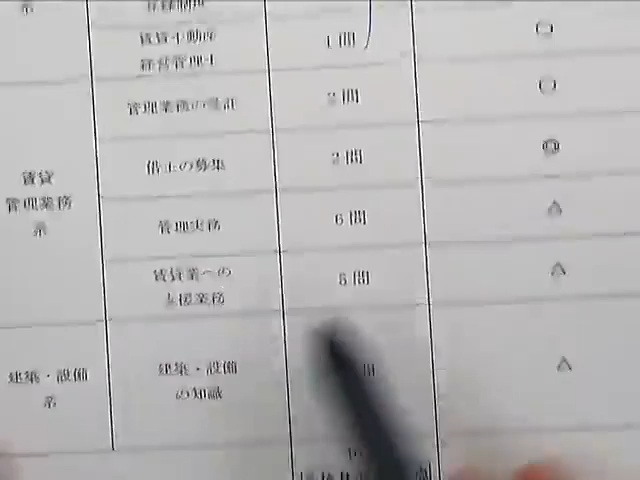 系
賃貸不動産
経営管理士
1問
○
賃貸
管理業務
系
管理業務の受託
2問
○
借主の募集
2問
◎
管理実務
6問
△
賃貸業への
支援業務
5問
△
建築・設備
系
建築・設備
の知識
問
△